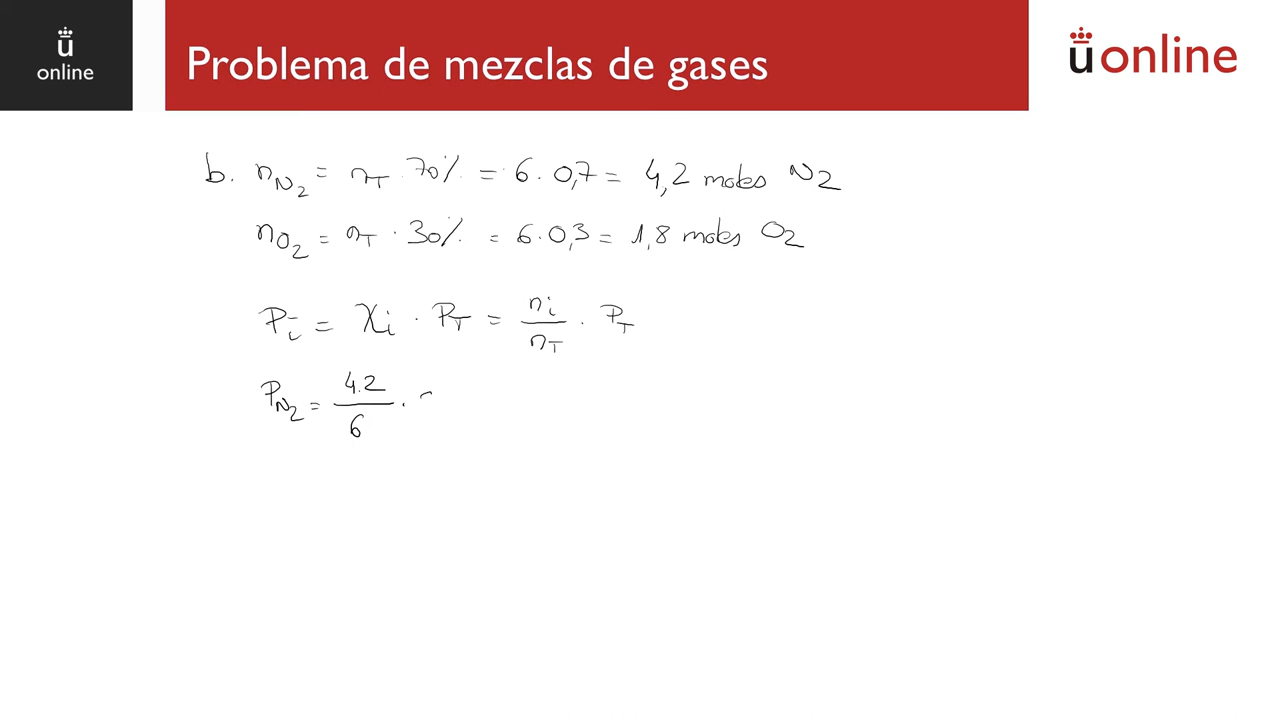 ü
online
Problema de mezclas de gases
üonline
b. nN₂ = nT · 70% = 6 · 0,7 = 4,2 moles N₂
nO₂ = nT · 30% = 6 · 0,3 = 1,8 moles O₂
Pi = Xi · PT = ni/nT · PT
PN₂ = 4.2/6 ·